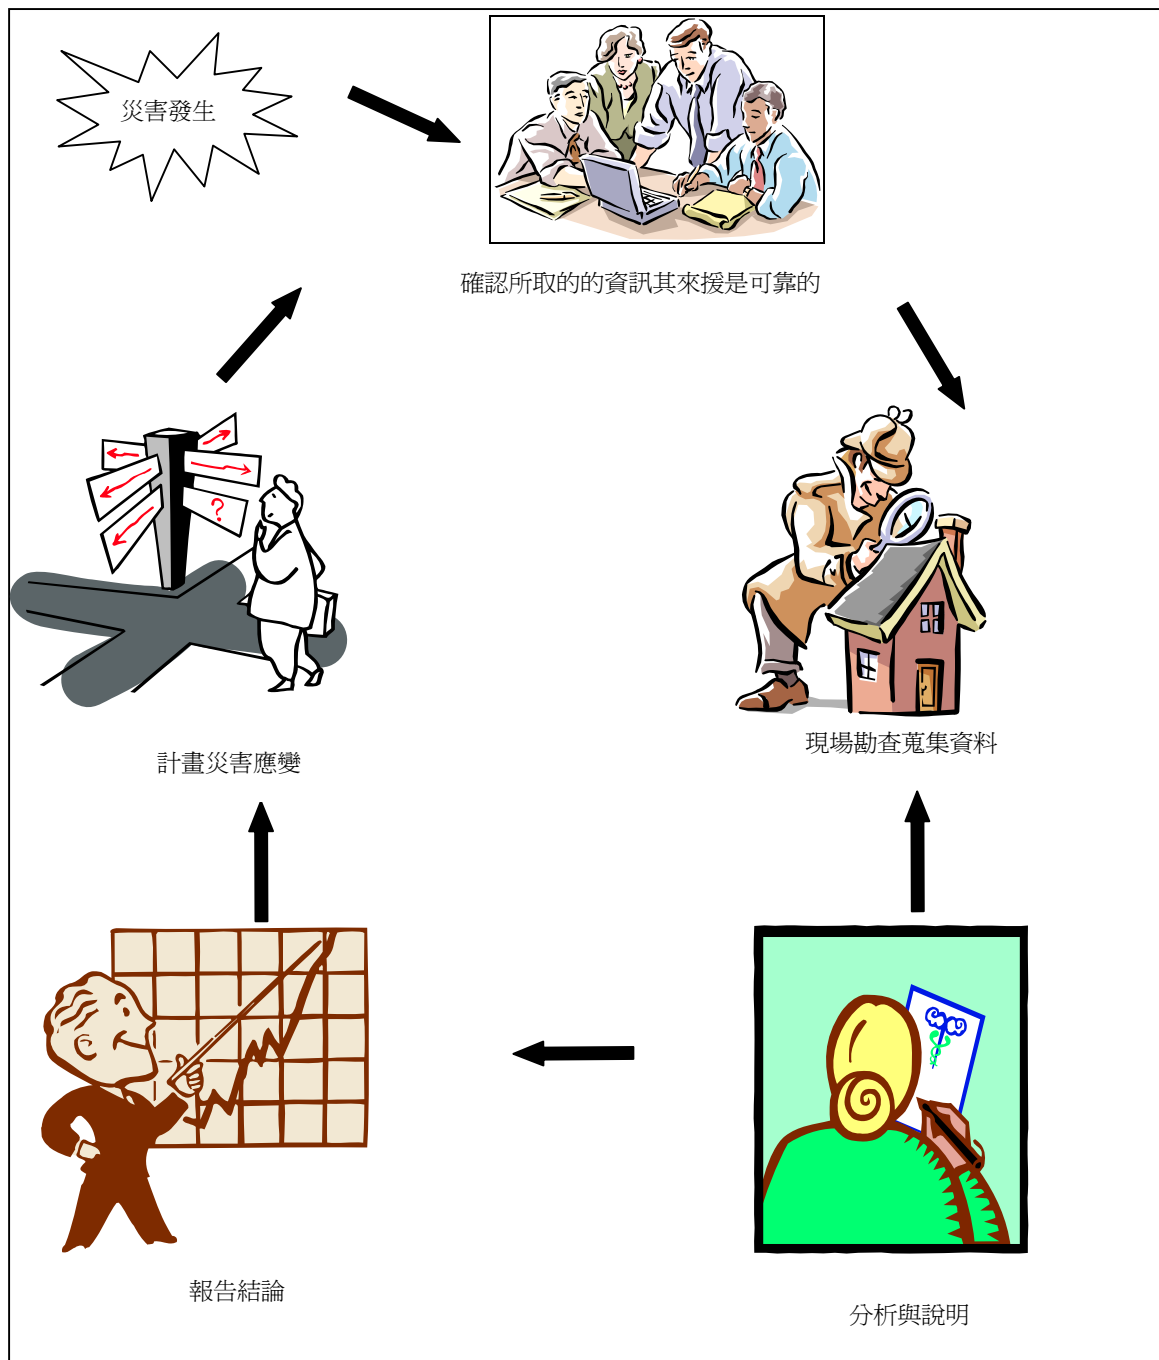 災害發生
確認所取的的資訊其來援是可靠的
現場勘查蒐集資料
計畫災害應變
?
報告結論
分析與說明